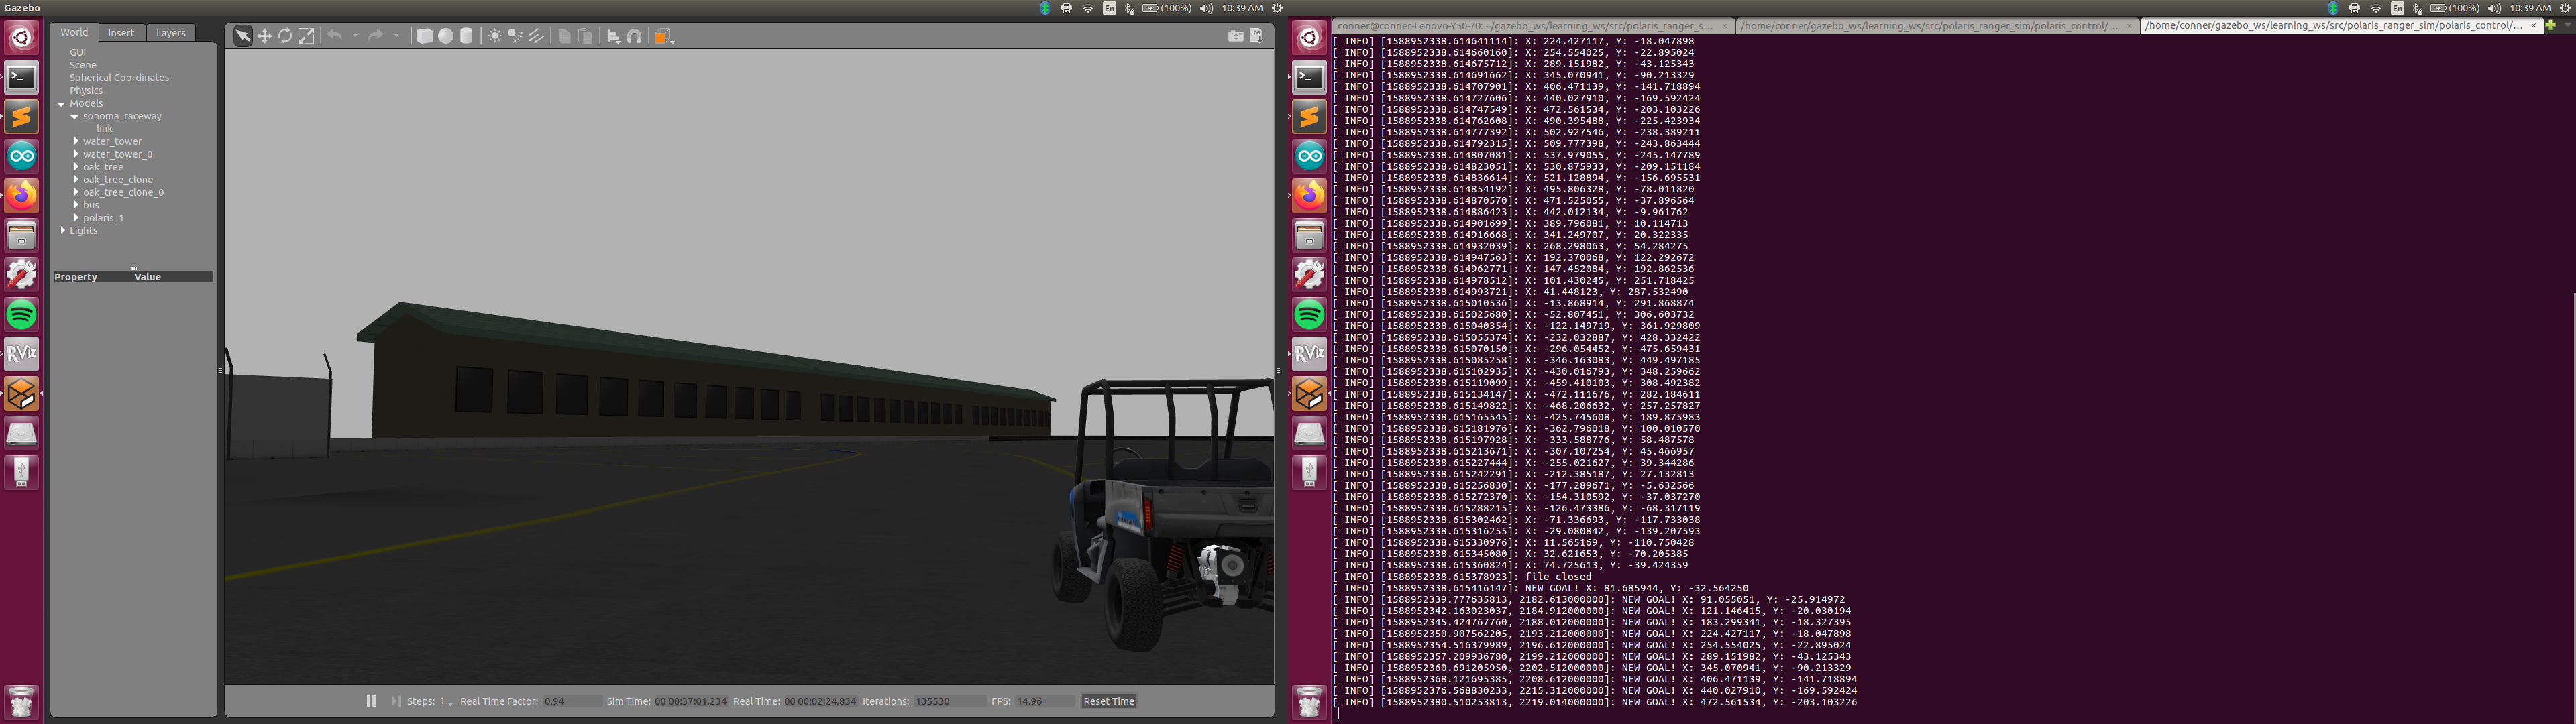 Gazebo
En
(100%)
10:39 AM
En
(100%)
10:39 AM
World
Insert
Layers
GUI
Scene
Spherical Coordinates
Physics
Models
sonoma_raceway
link
water_tower
water_tower_0
oak_tree
oak_tree_clone
oak_tree_clone_0
bus
polaris_1
Lights
Property Value
RViz
LOG
Steps: 1
Real Time Factor: 0.94
Sim Time: 00 00:37:01.234
Real Time: 00 00:02:24.834
Iterations: 135530
FPS: 14.96
Reset Time
RViz
conner@conner-Lenovo-Y50-70: ~/gazebo_ws/learning_ws/src/polaris_ranger_s...
/home/conner/gazebo_ws/learning_ws/src/polaris_ranger_sim/polaris_control/...
/home/conner/gazebo_ws/learning_ws/src/polaris_ranger_sim/polaris_control/...
[ INFO] [1588952338.614641114]: X: 224.427117, Y: -18.047898
[ INFO] [1588952338.614660160]: X: 254.554025, Y: -22.895024
[ INFO] [1588952338.614675712]: X: 289.151982, Y: -43.125343
[ INFO] [1588952338.614691662]: X: 345.070941, Y: -90.213329
[ INFO] [1588952338.614707901]: X: 406.471139, Y: -141.718894
[ INFO] [1588952338.614727606]: X: 440.027910, Y: -169.592424
[ INFO] [1588952338.614747549]: X: 472.561534, Y: -203.103226
[ INFO] [1588952338.614762608]: X: 490.395488, Y: -225.423934
[ INFO] [1588952338.614777392]: X: 502.927546, Y: -238.389211
[ INFO] [1588952338.614792315]: X: 509.777398, Y: -243.863444
[ INFO] [1588952338.614807081]: X: 537.979055, Y: -245.147789
[ INFO] [1588952338.614823051]: X: 530.875933, Y: -209.151184
[ INFO] [1588952338.614836614]: X: 521.128894, Y: -156.695531
[ INFO] [1588952338.614854192]: X: 495.806328, Y: -78.011820
[ INFO] [1588952338.614870570]: X: 471.525055, Y: -37.896564
[ INFO] [1588952338.614886423]: X: 442.012134, Y: -9.961762
[ INFO] [1588952338.614901699]: X: 389.796081, Y: 10.114713
[ INFO] [1588952338.614916668]: X: 341.249707, Y: 20.322335
[ INFO] [1588952338.614932039]: X: 268.298063, Y: 54.284275
[ INFO] [1588952338.614947563]: X: 192.370068, Y: 122.292672
[ INFO] [1588952338.614962771]: X: 147.452084, Y: 192.862536
[ INFO] [1588952338.614978512]: X: 101.430245, Y: 251.718425
[ INFO] [1588952338.614993721]: X: 41.448123, Y: 287.532490
[ INFO] [1588952338.615010536]: X: -13.868914, Y: 291.868874
[ INFO] [1588952338.615025680]: X: -52.807451, Y: 306.603732
[ INFO] [1588952338.615040354]: X: -122.149719, Y: 361.929809
[ INFO] [1588952338.615055374]: X: -232.032887, Y: 428.332422
[ INFO] [1588952338.615070150]: X: -296.054452, Y: 475.659431
[ INFO] [1588952338.615085258]: X: -346.163083, Y: 449.497185
[ INFO] [1588952338.615102935]: X: -430.016793, Y: 348.259662
[ INFO] [1588952338.615119099]: X: -459.410103, Y: 308.492382
[ INFO] [1588952338.615134147]: X: -472.111676, Y: 282.184611
[ INFO] [1588952338.615149822]: X: -468.206632, Y: 257.257827
[ INFO] [1588952338.615165545]: X: -425.745608, Y: 189.875983
[ INFO] [1588952338.615181976]: X: -362.796018, Y: 100.010570
[ INFO] [1588952338.615197928]: X: -333.588776, Y: 58.487578
[ INFO] [1588952338.615213671]: X: -307.107254, Y: 45.466957
[ INFO] [1588952338.615227444]: X: -255.021627, Y: 39.344286
[ INFO] [1588952338.615242291]: X: -212.385187, Y: 27.132813
[ INFO] [1588952338.615256830]: X: -177.289671, Y: -5.632566
[ INFO] [1588952338.615272370]: X: -154.310592, Y: -37.037270
[ INFO] [1588952338.615288215]: X: -126.473386, Y: -68.317119
[ INFO] [1588952338.615302462]: X: -71.336693, Y: -117.733038
[ INFO] [1588952338.615316255]: X: -29.080842, Y: -139.207593
[ INFO] [1588952338.615330976]: X: 11.565169, Y: -110.750428
[ INFO] [1588952338.615345080]: X: 32.621653, Y: -70.205385
[ INFO] [1588952338.615360824]: X: 74.725613, Y: -39.424359
[ INFO] [1588952338.615378923]: file closed
[ INFO] [1588952338.615416147]: NEW GOAL! X: 81.685944, Y: -32.564250
[ INFO] [1588952339.777635813, 2182.613000000]: NEW GOAL! X: 91.055051, Y: -25.914972
[ INFO] [1588952342.163023037, 2184.912000000]: NEW GOAL! X: 121.146415, Y: -20.030194
[ INFO] [1588952345.424767760, 2188.012000000]: NEW GOAL! X: 183.299341, Y: -18.327395
[ INFO] [1588952350.907562205, 2193.212000000]: NEW GOAL! X: 224.427117, Y: -18.047898
[ INFO] [1588952354.516379989, 2196.612000000]: NEW GOAL! X: 254.554025, Y: -22.895024
[ INFO] [1588952357.209936780, 2199.212000000]: NEW GOAL! X: 289.151982, Y: -43.125343
[ INFO] [1588952360.691205950, 2202.512000000]: NEW GOAL! X: 345.070941, Y: -90.213329
[ INFO] [1588952368.121695385, 2208.612000000]: NEW GOAL! X: 406.471139, Y: -141.718894
[ INFO] [1588952376.568830233, 2215.312000000]: NEW GOAL! X: 440.027910, Y: -169.592424
[ INFO] [1588952380.510253813, 2219.014000000]: NEW GOAL! X: 472.561534, Y: -203.103226